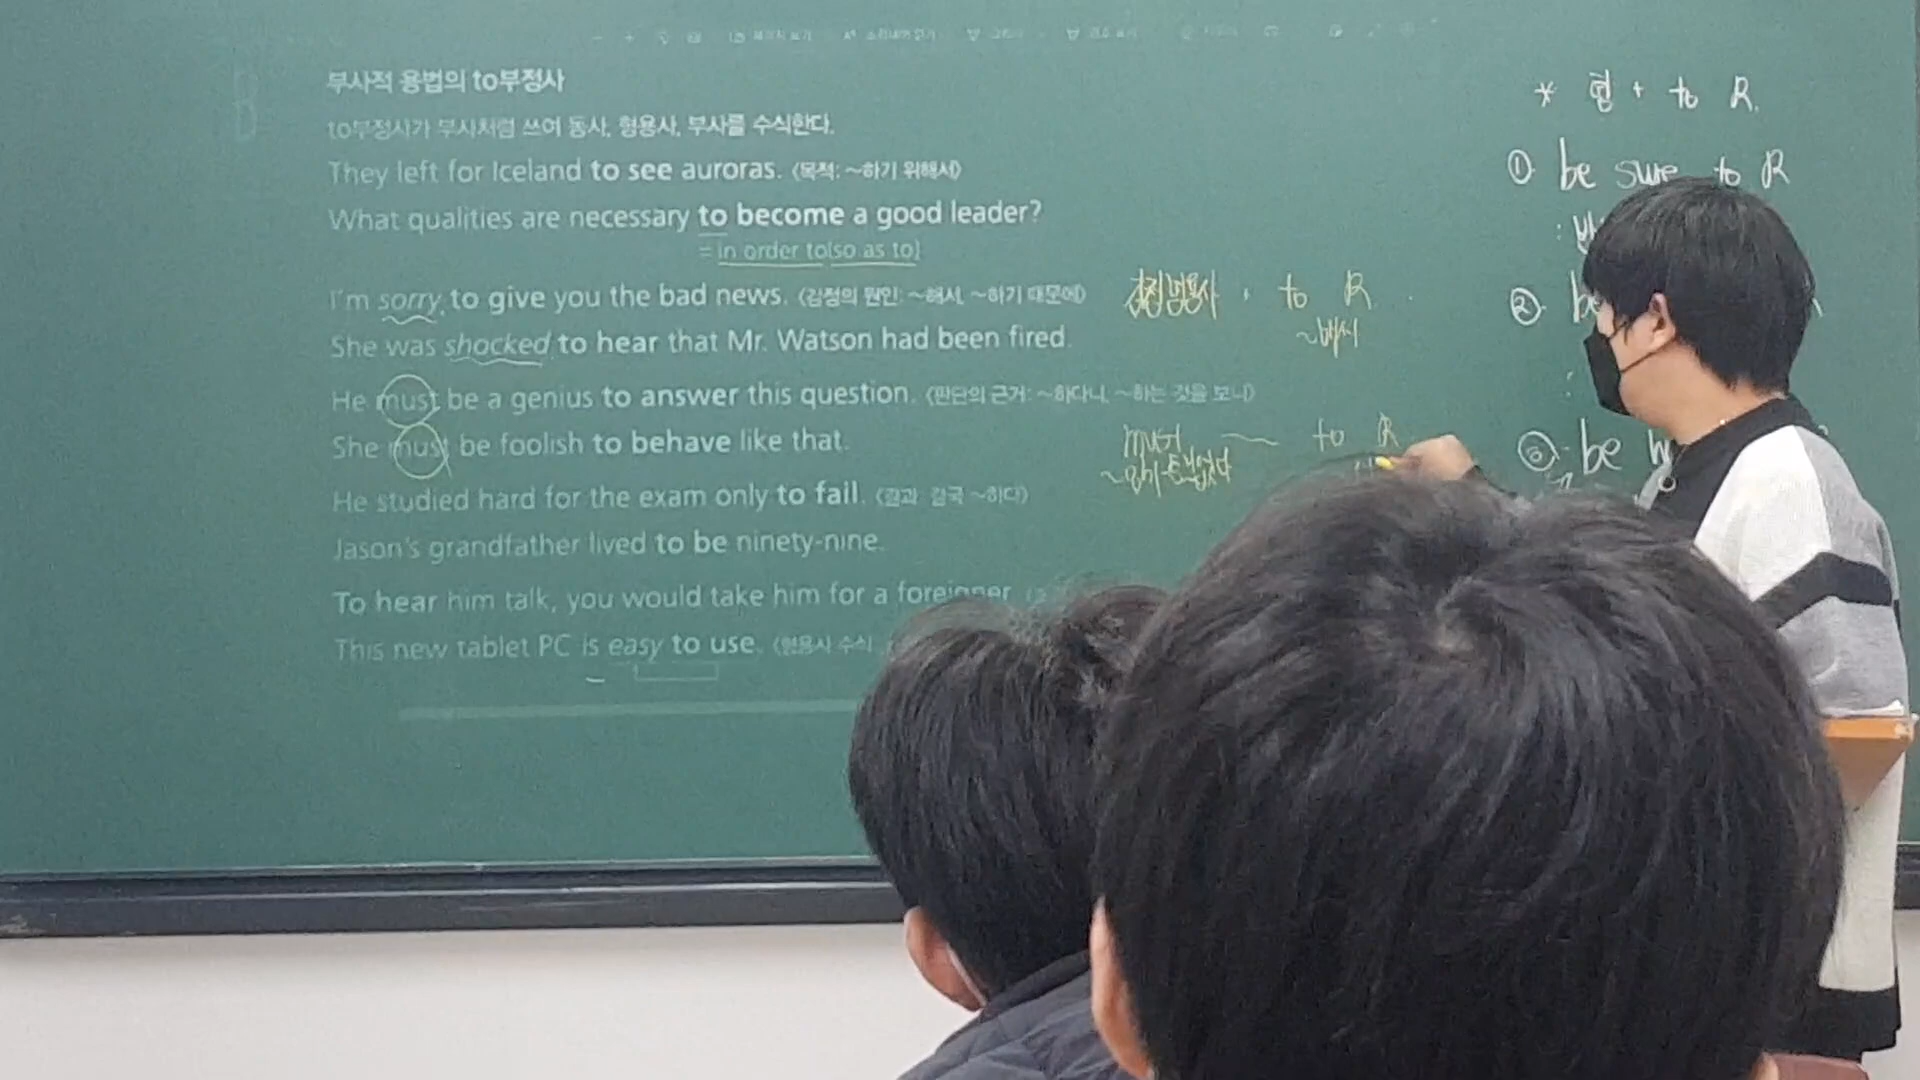 부사적 용법의 to부정사
to부정사가 부사처럼 쓰여 동사, 형용사, 부사를 수식한다.
They left for Iceland to see auroras. (목적: ~하기 위해서)
What qualities are necessary to become a good leader?
= in order to(so as to)
I'm sorry to give you the bad news. (감정의 원인: ~해서, ~하기 때문에)
She was shocked to hear that Mr. Watson had been fired.
He must be a genius to answer this question. (판단의 근거: ~하다니, ~하는 것을 보니)
She must be foolish to behave like that.
He studied hard for the exam only to fail. (결과: 결국 ~하다)
Jason's grandfather lived to be ninety-nine.
To hear him talk, you would take him for a foreigner.
This new tablet PC is easy to use. (형용사 수식
to R
~해서
must ~ to R
* 형 + to R.
① be sure to R
② be
③ be